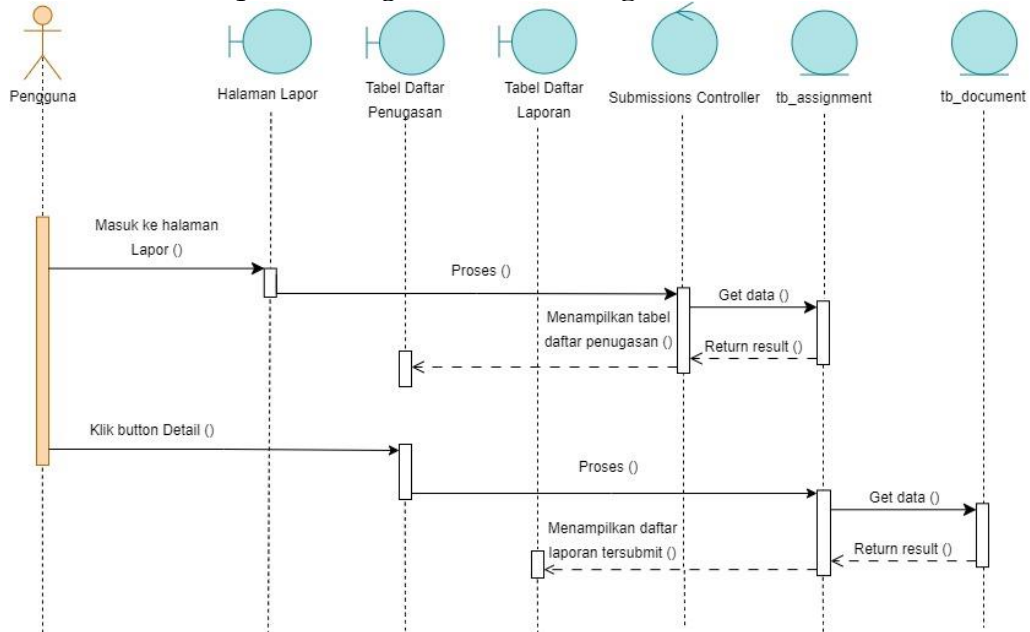 Pengguna
Halaman Lapor
Tabel Daftar
Penugasan
Tabel Daftar
Laporan
Submissions Controller
tb_assignment
tb_document
Masuk ke halaman
Lapor ()
Proses ()
Get data ()
Menampilkan tabel
daftar penugasan ()
Return result ()
Klik button Detail ()
Proses ()
Get data ()
Menampilkan daftar
laporan tersubmit ()
Return result ()